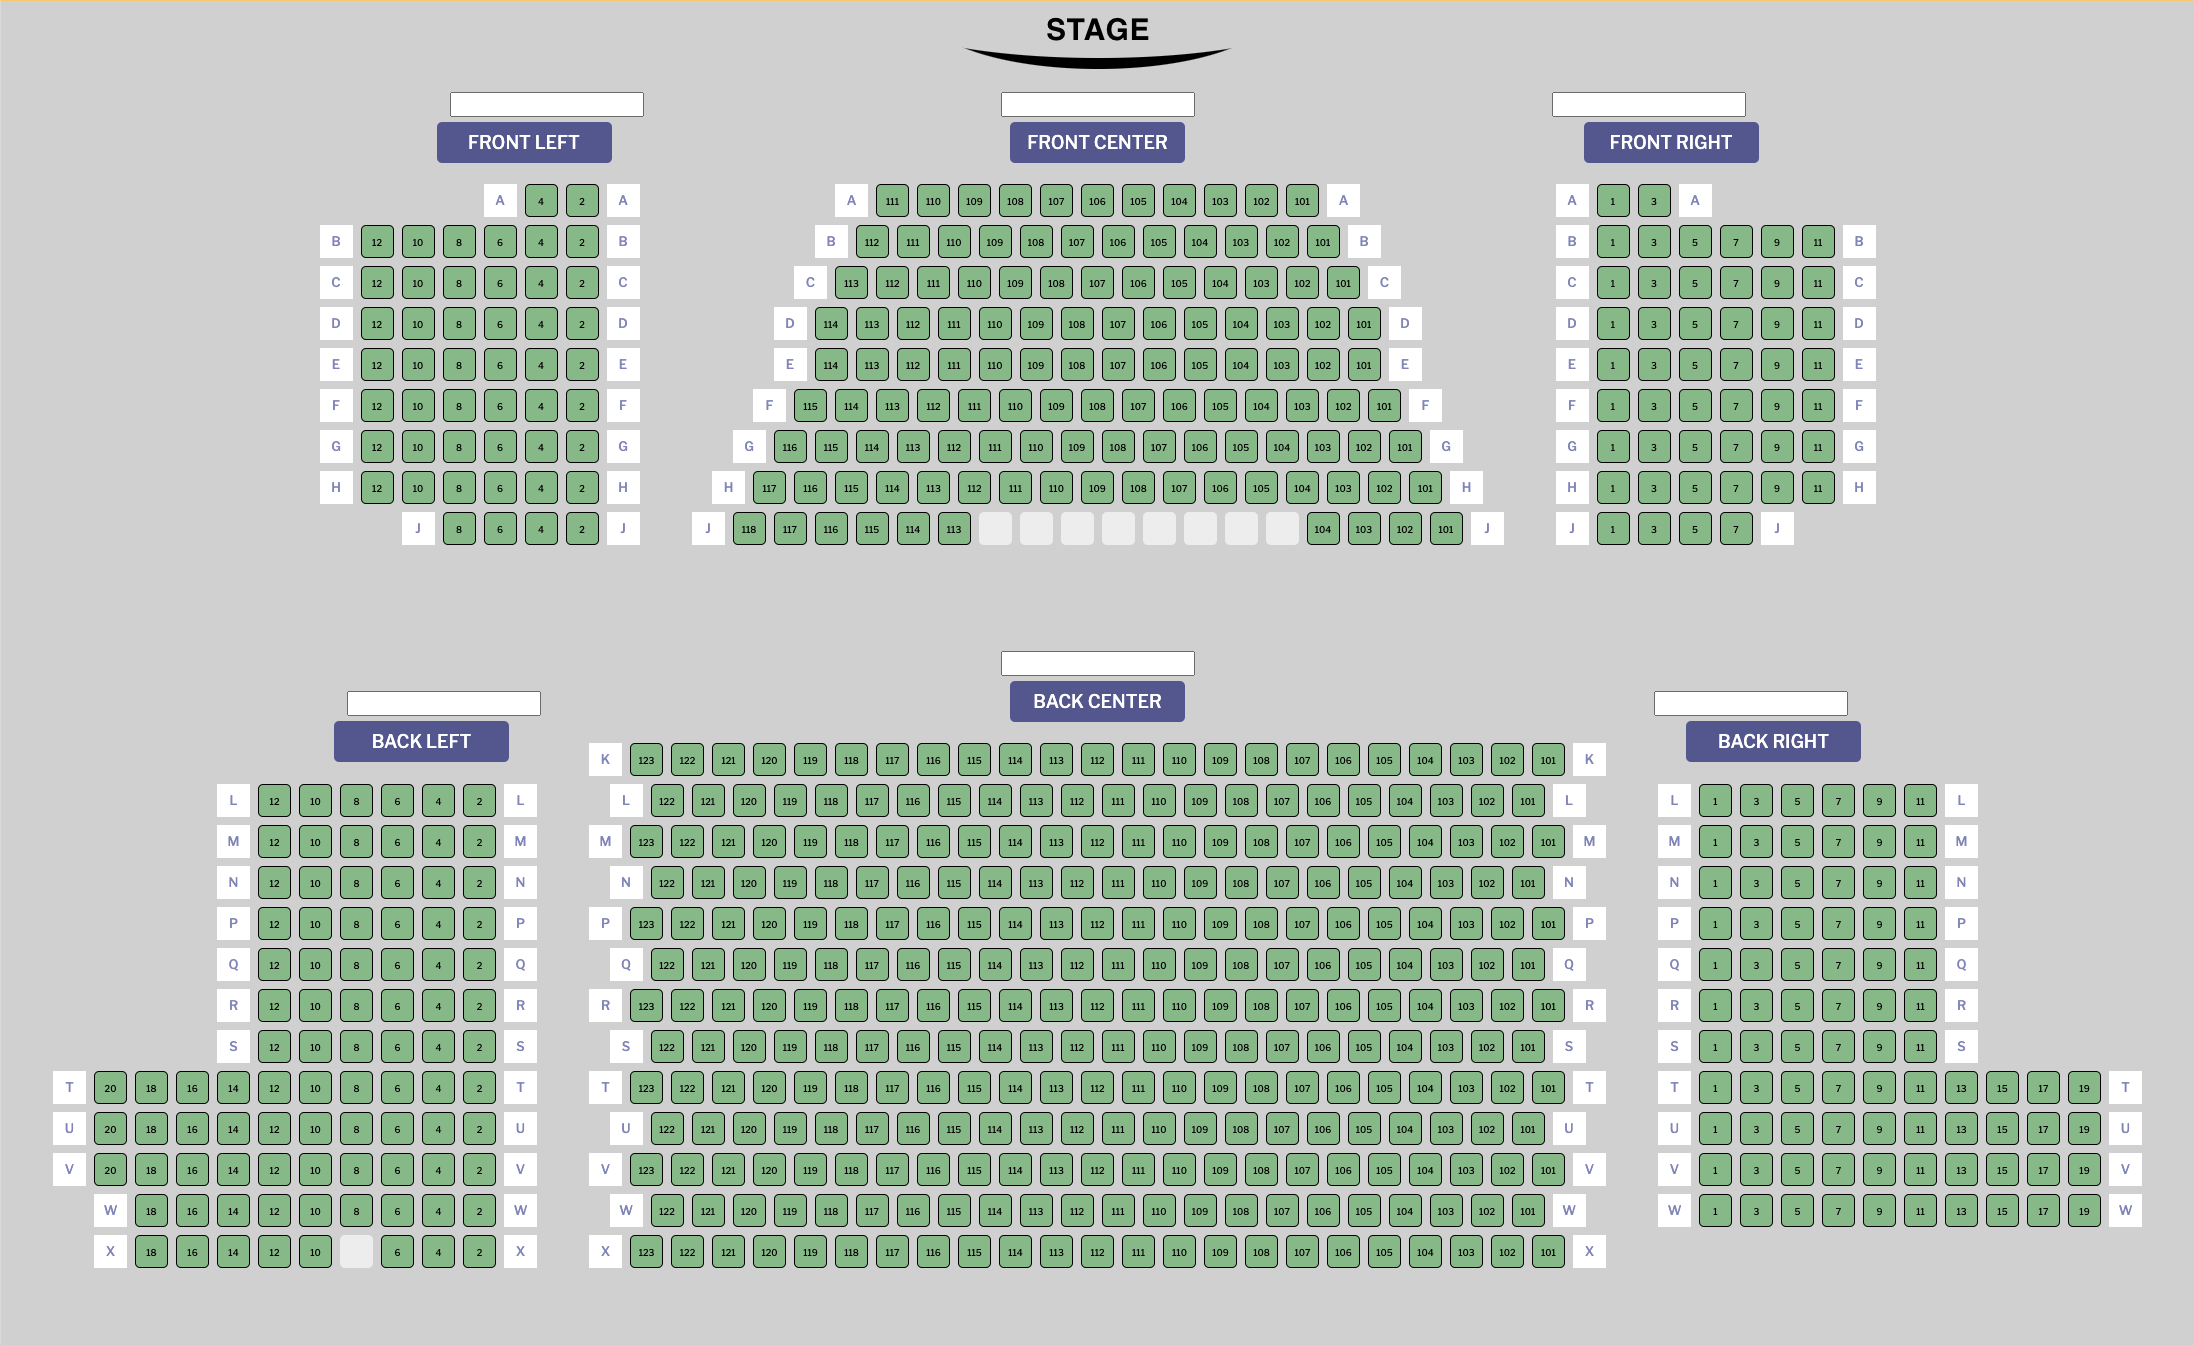 STAGE
FRONT LEFT
A 4 2 A
B 12 10 8 6 4 2 B
C 12 10 8 6 4 2 C
D 12 10 8 6 4 2 D
E 12 10 8 6 4 2 E
F 12 10 8 6 4 2 F
G 12 10 8 6 4 2 G
H 12 10 8 6 4 2 H
J 8 6 4 2 J
FRONT CENTER
A 111 110 109 108 107 106 105 104 103 102 101 A
B 112 111 110 109 108 107 106 105 104 103 102 101 B
C 113 112 111 110 109 108 107 106 105 104 103 102 101 C
D 114 113 112 111 110 109 108 107 106 105 104 103 102 101 D
E 114 113 112 111 110 109 108 107 106 105 104 103 102 101 E
F 115 114 113 112 111 110 109 108 107 106 105 104 103 102 101 F
G 116 115 114 113 112 111 110 109 108 107 106 105 104 103 102 101 G
H 117 116 115 114 113 112 111 110 109 108 107 106 105 104 103 102 101 H
J 118 117 116 115 114 113 104 103 102 101 J
FRONT RIGHT
A 1 3 A
B 1 3 5 7 9 11 B
C 1 3 5 7 9 11 C
D 1 3 5 7 9 11 D
E 1 3 5 7 9 11 E
F 1 3 5 7 9 11 F
G 1 3 5 7 9 11 G
H 1 3 5 7 9 11 H
J 1 3 5 7 J
BACK LEFT
L 12 10 8 6 4 2 L
M 12 10 8 6 4 2 M
N 12 10 8 6 4 2 N
P 12 10 8 6 4 2 P
Q 12 10 8 6 4 2 Q
R 12 10 8 6 4 2 R
S 12 10 8 6 4 2 S
T 20 18 16 14 12 10 8 6 4 2 T
U 20 18 16 14 12 10 8 6 4 2 U
V 20 18 16 14 12 10 8 6 4 2 V
W 18 16 14 12 10 8 6 4 2 W
X 18 16 14 12 10 6 4 2 X
BACK CENTER
K 123 122 121 120 119 118 117 116 115 114 113 112 111 110 109 108 107 106 105 104 103 102 101 K
L 122 121 120 119 118 117 116 115 114 113 112 111 110 109 108 107 106 105 104 103 102 101 L
M 123 122 121 120 119 118 117 116 115 114 113 112 111 110 109 108 107 106 105 104 103 102 101 M
N 122 121 120 119 118 117 116 115 114 113 112 111 110 109 108 107 106 105 104 103 102 101 N
P 123 122 121 120 119 118 117 116 115 114 113 112 111 110 109 108 107 106 105 104 103 102 101 P
Q 122 121 120 119 118 117 116 115 114 113 112 111 110 109 108 107 106 105 104 103 102 101 Q
R 123 122 121 120 119 118 117 116 115 114 113 112 111 110 109 108 107 106 105 104 103 102 101 R
S 122 121 120 119 118 117 116 115 114 113 112 111 110 109 108 107 106 105 104 103 102 101 S
T 123 122 121 120 119 118 117 116 115 114 113 112 111 110 109 108 107 106 105 104 103 102 101 T
U 122 121 120 119 118 117 116 115 114 113 112 111 110 109 108 107 106 105 104 103 102 101 U
V 123 122 121 120 119 118 117 116 115 114 113 112 111 110 109 108 107 106 105 104 103 102 101 V
W 122 121 120 119 118 117 116 115 114 113 112 111 110 109 108 107 106 105 104 103 102 101 W
X 123 122 121 120 119 118 117 116 115 114 113 112 111 110 109 108 107 106 105 104 103 102 101 X
BACK RIGHT
L 1 3 5 7 9 11 L
M 1 3 5 7 9 11 M
N 1 3 5 7 9 11 N
P 1 3 5 7 9 11 P
Q 1 3 5 7 9 11 Q
R 1 3 5 7 9 11 R
S 1 3 5 7 9 11 S
T 1 3 5 7 9 11 13 15 17 19 T
U 1 3 5 7 9 11 13 15 17 19 U
V 1 3 5 7 9 11 13 15 17 19 V
W 1 3 5 7 9 11 13 15 17 19 W